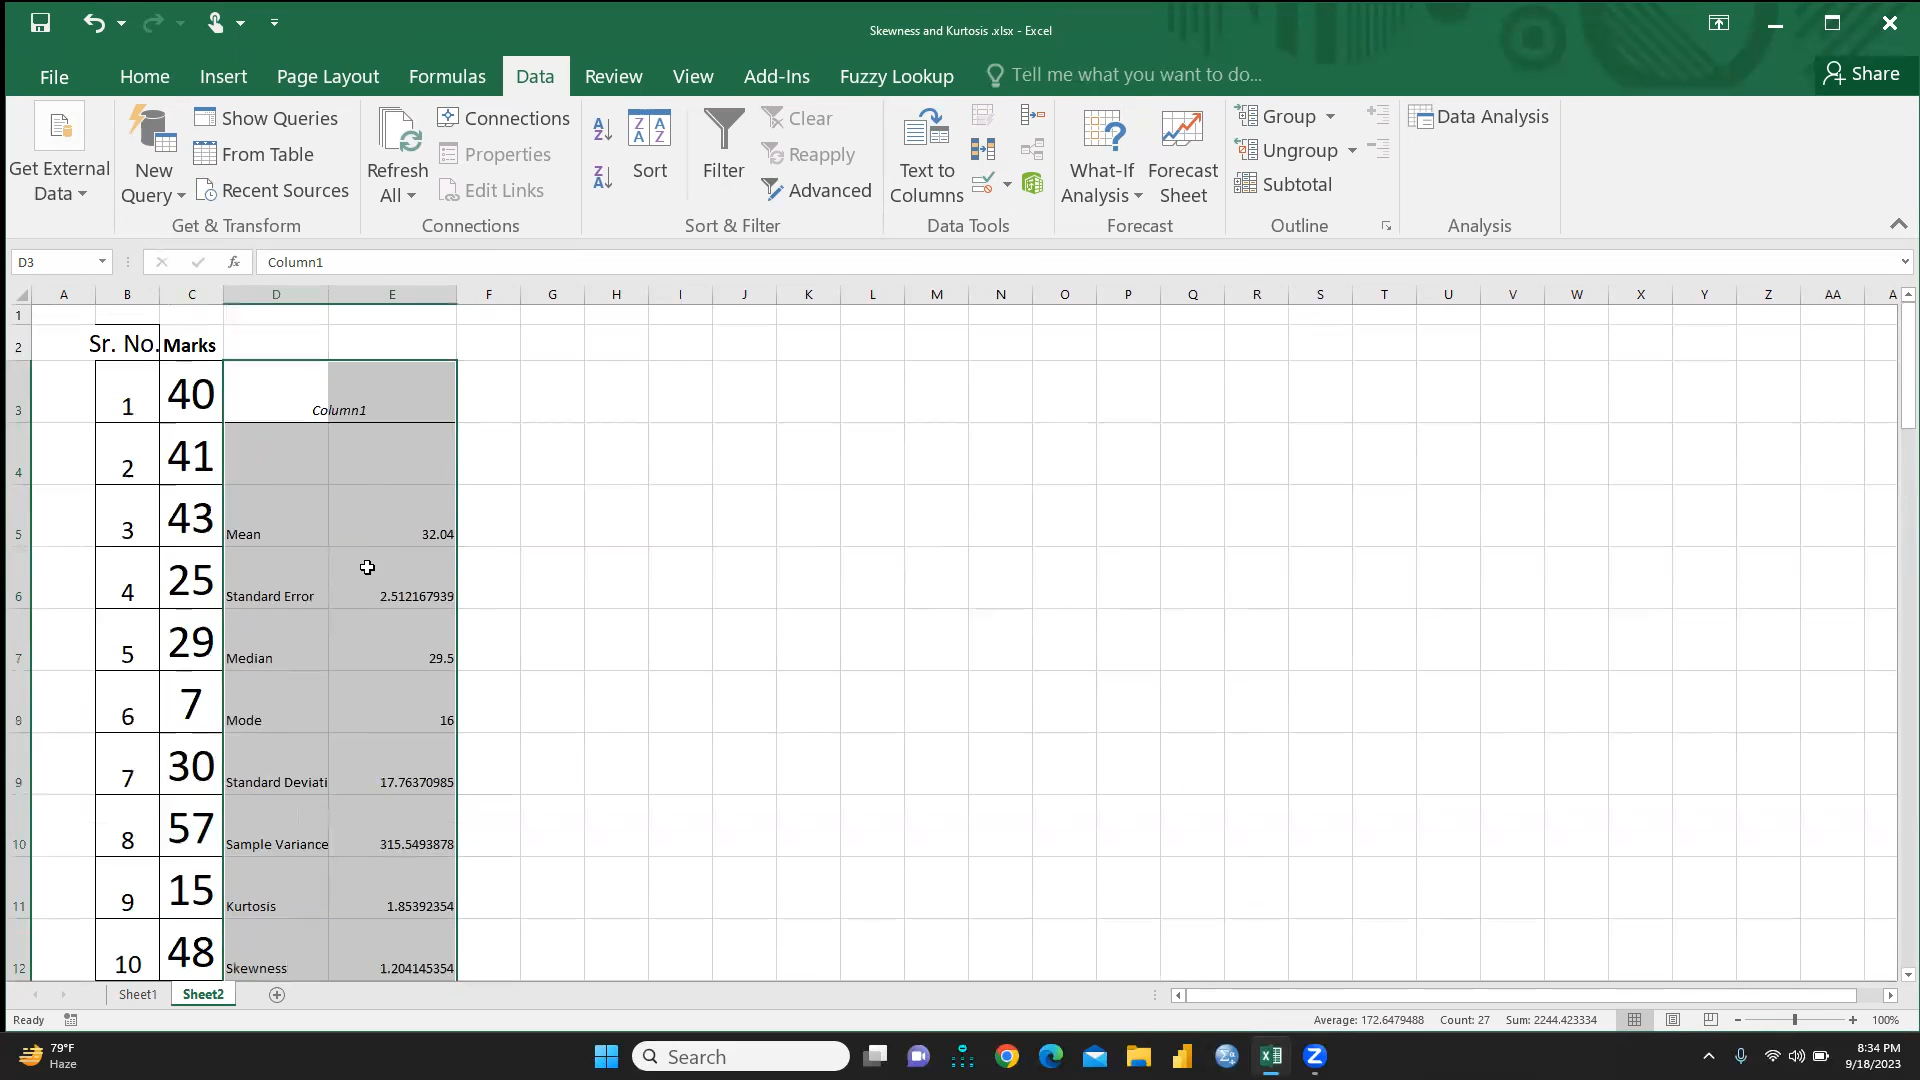 Skewness and Kurtosis .xlsx - Excel
File Home Insert Page Layout Formulas Data Review View Add-Ins Fuzzy Lookup Tell me what you want to do... Share
Get External Data
New Query
Show Queries
From Table
Recent Sources
Get & Transform
Refresh All
Connections
Properties
Edit Links
Connections
Sort
Filter
Clear
Reapply
Advanced
Sort & Filter
Text to Columns
Data Tools
What-If Analysis
Forecast Sheet
Forecast
Group
Ungroup
Subtotal
Outline
Data Analysis
Analysis
D3 fx Column1
A B C D E F G H I J K L M N O P Q R S T U V W X Y Z AA A
1
2 Sr. No. Marks
3 1 40 Column1
4 2 41
5 3 43 Mean 32.04
6 4 25 Standard Error 2.512167939
7 5 29 Median 29.5
8 6 7 Mode 16
9 7 30 Standard Deviati 17.76370985
10 8 57 Sample Variance 315.5493878
11 9 15 Kurtosis 1.85392354
12 10 48 Skewness 1.204145354
Sheet1 Sheet2
Ready Average: 172.6479488 Count: 27 Sum: 2244.423334 100%
79°F
Haze
Search
8:34 PM
9/18/2023